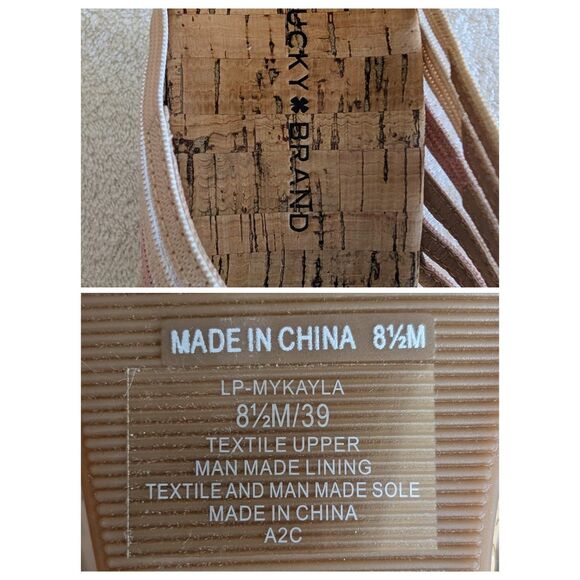 UCKY BRAND
MADE IN CHINA 8½M
LP-MYKAYLA
8½M/39
TEXTILE UPPER
MAN MADE LINING
TEXTILE AND MAN MADE SOLE
MADE IN CHINA
A2C